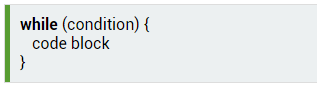 while (condition) {
code block
}